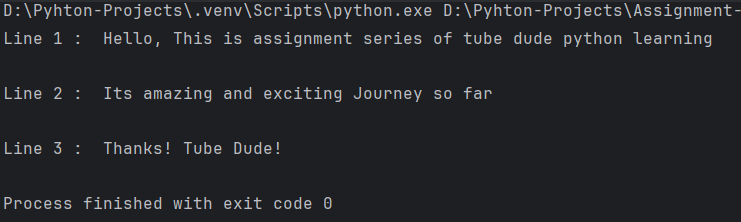 D:\Pyhton-Projects\.venv\Scripts\python.exe D:\Pyhton-Projects\Assignment-
Line 1 :  Hello, This is assignment series of tube dude python learning
Line 2 :  Its amazing and exciting Journey so far
Line 3 :  Thanks! Tube Dude!
Process finished with exit code 0